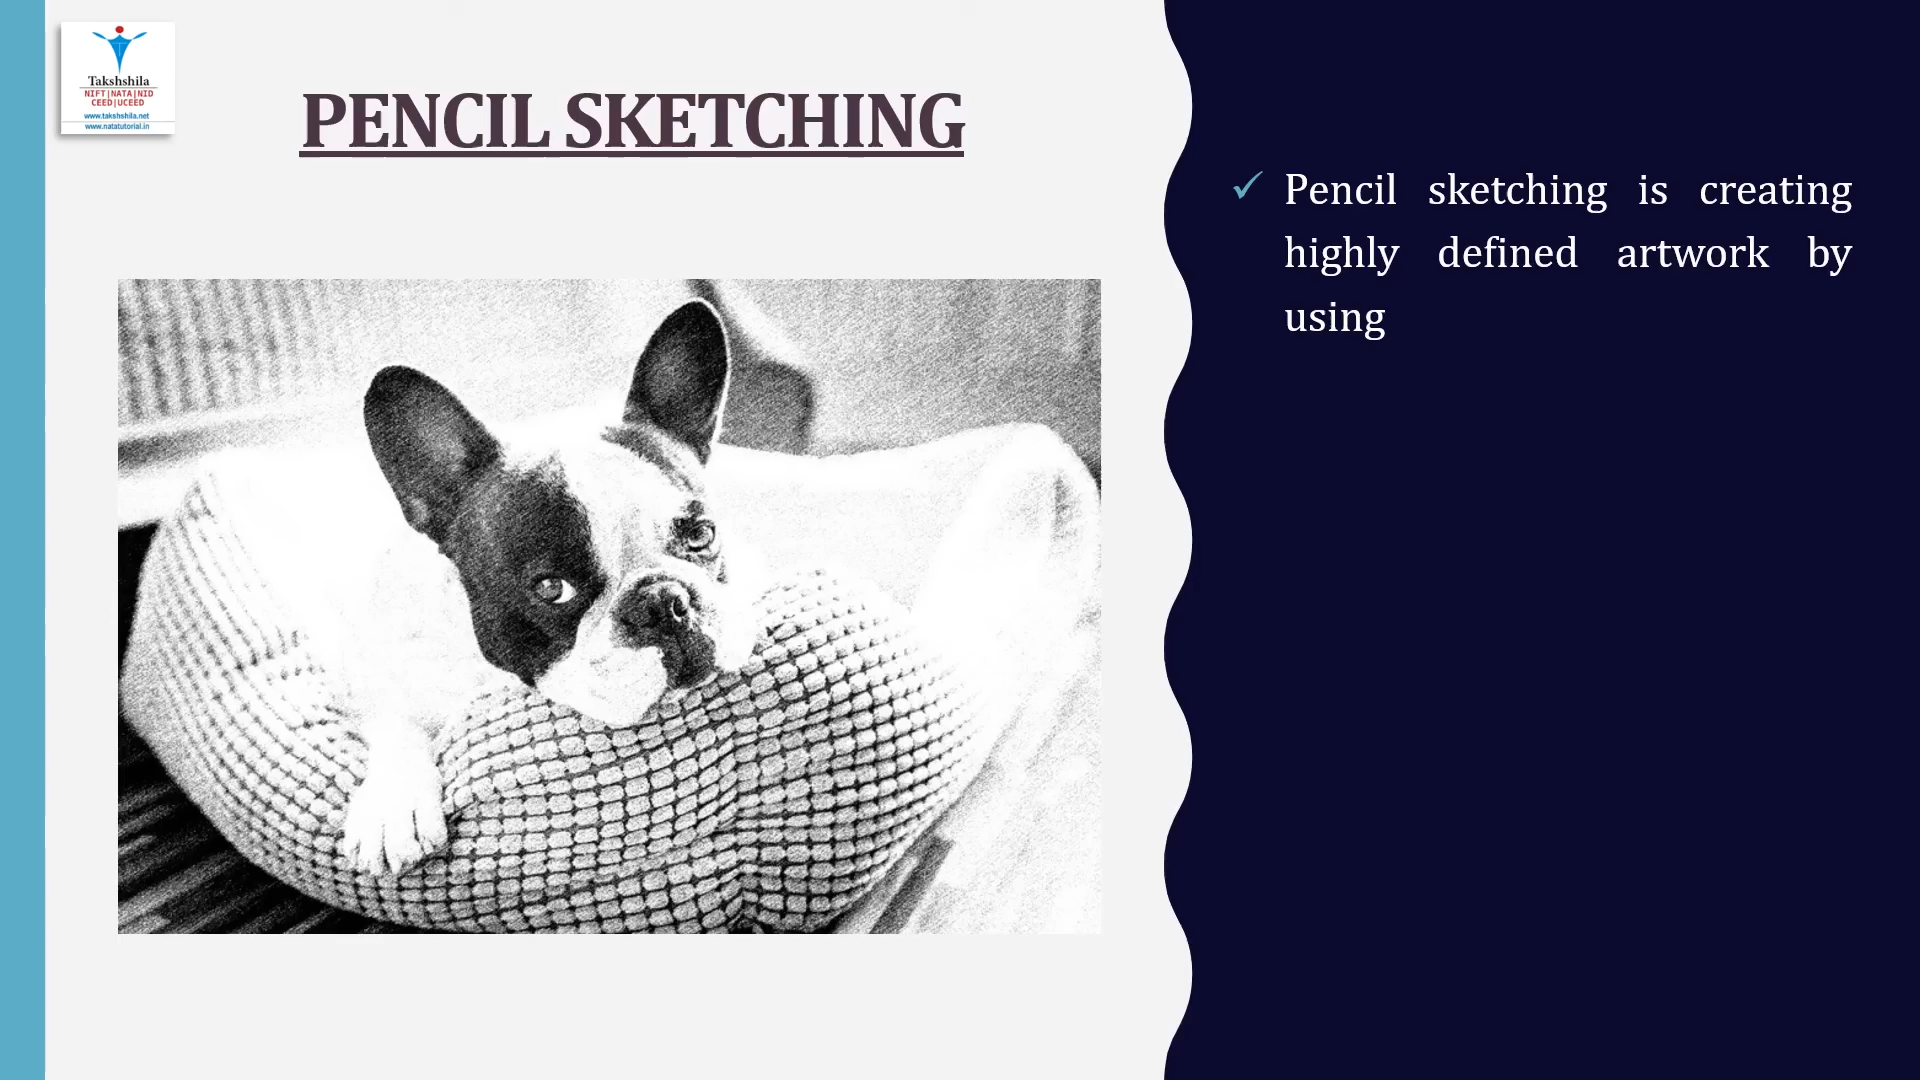 Takshshila
NIFT|NATA|NID
CEED|UCEED
www.takshshila.net
www.natatutorial.in
PENCIL SKETCHING
Pencil sketching is creating
highly defined artwork by
using